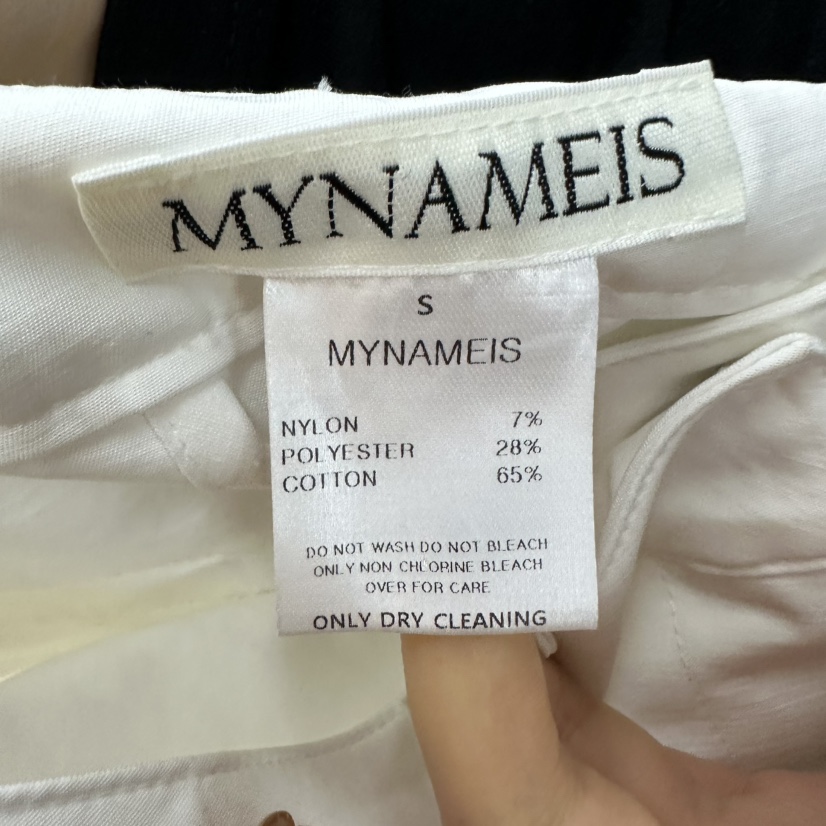 MYNAMEIS
S
MYNAMEIS
NYLON 7%
POLYESTER 28%
COTTON 65%
DO NOT WASH DO NOT BLEACH
ONLY NON CHLORINE BLEACH
OVER FOR CARE
ONLY DRY CLEANING